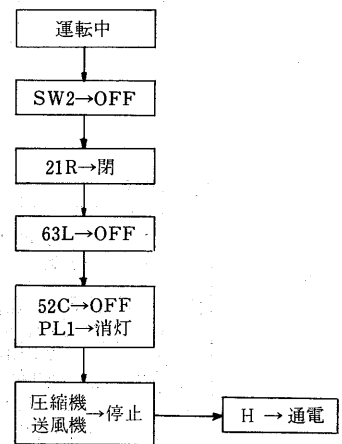 運転中
SW2→OFF
21R→閉
63L→OFF
52C→OFF
PL1→消灯
圧縮機
送風機→停止
H→通電